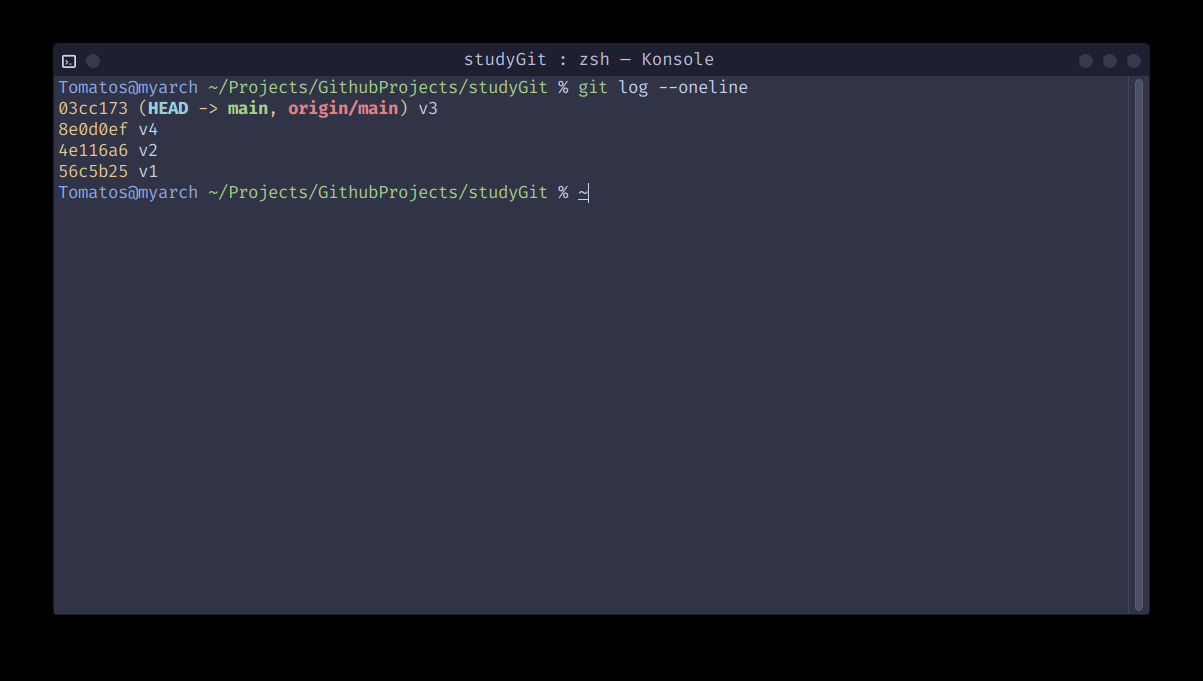 studyGit : zsh — Konsole
Tomatos@myarch ~/Projects/GithubProjects/studyGit % git log --oneline
03cc173 (HEAD -> main, origin/main) v3
8e0d0ef v4
4e116a6 v2
56c5b25 v1
Tomatos@myarch ~/Projects/GithubProjects/studyGit % ~